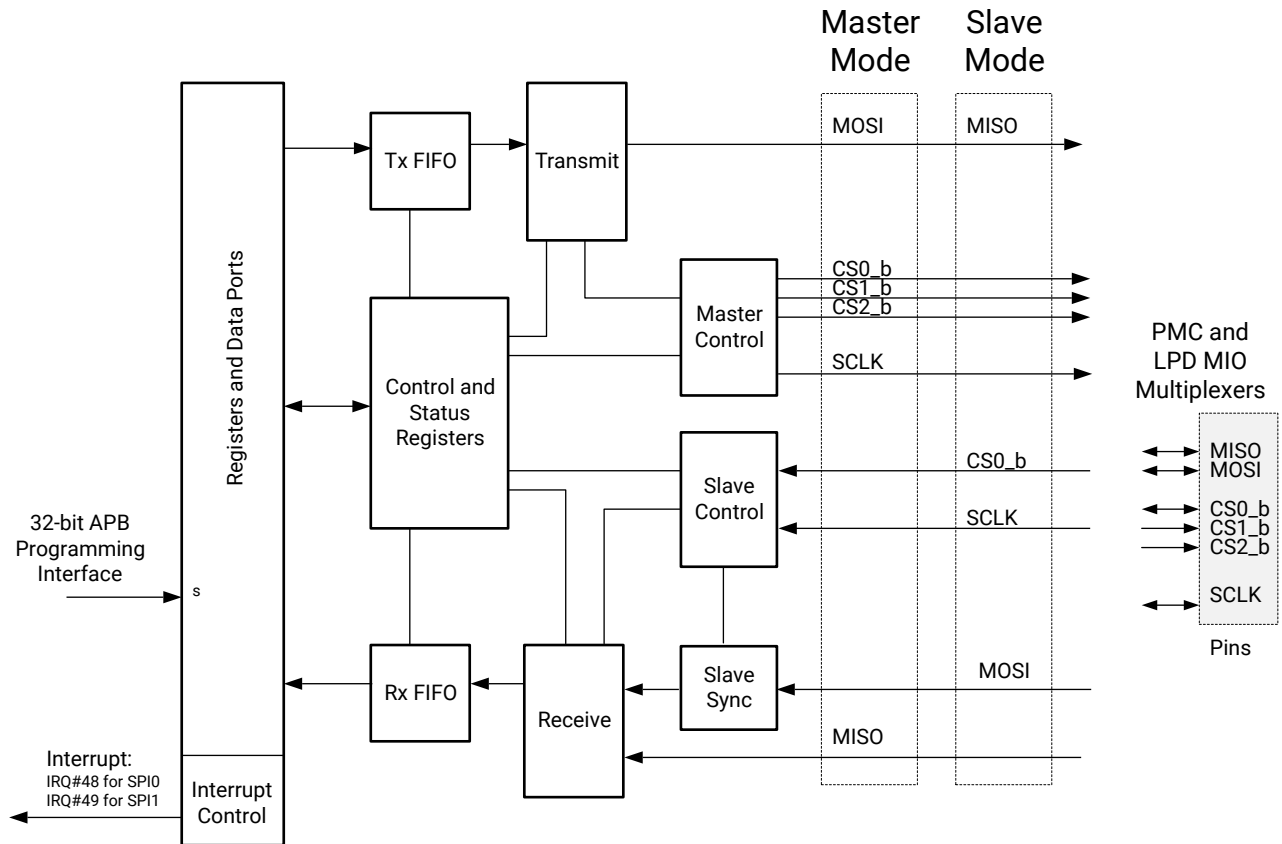 Master
Mode
Slave
Mode
MOSI
MISO
Tx FIFO
Transmit
Registers and Data Ports
CS0_b
CS1_b
CS2_b
Master
Control
SCLK
PMC and
LPD MIO
Multiplexers
Control and
Status
Registers
MISO
MOSI
CS0_b
CS1_b
CS2_b
SCLK
Pins
CS0_b
Slave
Control
SCLK
32-bit APB
Programming
Interface
s
Rx FIFO
Receive
Slave
Sync
MOSI
MISO
Interrupt:
IRQ#48 for SPI0
IRQ#49 for SPI1
Interrupt
Control